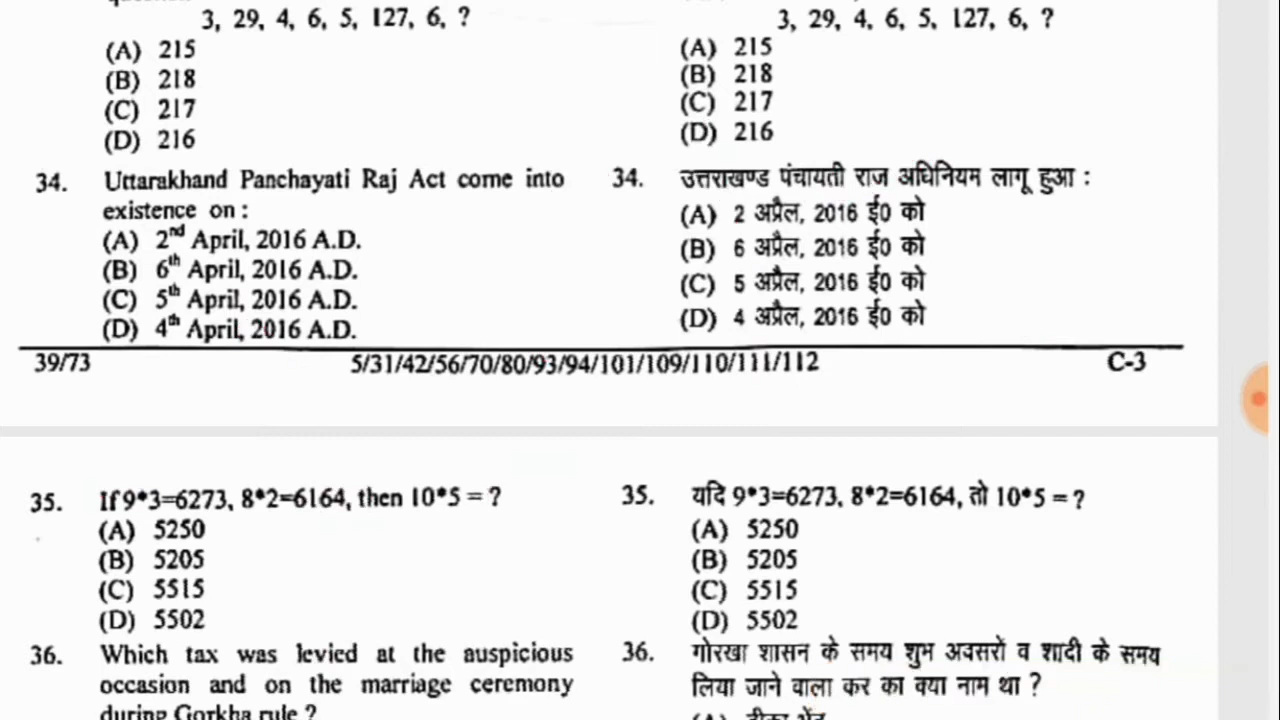 3, 29, 4, 6, 5, 127, 6, ?
(A) 215
(B) 218
(C) 217
(D) 216
34. Uttarakhand Panchayati Raj Act come into
existence on :
(A) 2nd April, 2016 A.D.
(B) 6th April, 2016 A.D.
(C) 5th April, 2016 A.D.
(D) 4th April, 2016 A.D.
3, 29, 4, 6, 5, 127, 6, ?
(A) 215
(B) 218
(C) 217
(D) 216
34. उत्तराखण्ड पंचायती राज अधिनियम लागू हुआ :
(A) 2 अप्रैल, 2016 ई0 को
(B) 6 अप्रैल, 2016 ई0 को
(C) 5 अप्रैल, 2016 ई0 को
(D) 4 अप्रैल, 2016 ई0 को
39/73 5/31/42/56/70/80/93/94/101/109/110/111/112 C-3
35. If 9*3=6273, 8*2=6164, then 10*5 = ?
(A) 5250
(B) 5205
(C) 5515
(D) 5502
36. Which tax was levied at the auspicious
occasion and on the marriage ceremony
during Gorkha rule ?
35. यदि 9*3=6273, 8*2=6164, तो 10*5 = ?
(A) 5250
(B) 5205
(C) 5515
(D) 5502
36. गोरखा शासन के समय शुभ अवसरों व शादी के समय
लिया जाने वाला कर का क्या नाम था ?